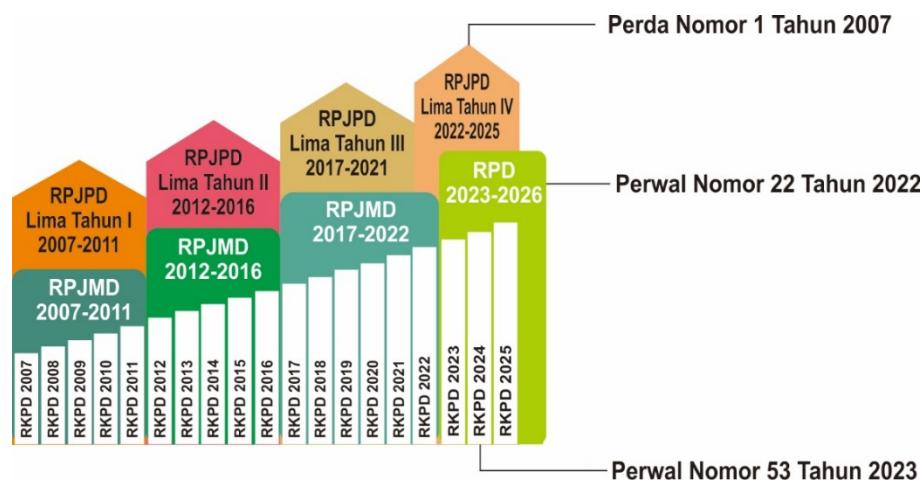 Perda Nomor 1 Tahun 2007
RPJPD
Lima Tahun IV
2022-2025
RPJPD
Lima Tahun III
2017-2021
RPJPD
Lima Tahun II
2012-2016
RPJPD
Lima Tahun I
2007-2011
RPD
2023-2026
Perwal Nomor 22 Tahun 2022
RPJMD
2017-2022
RPJMD
2012-2016
RPJMD
2007-2011
RKPD 2007
RKPD 2008
RKPD 2009
RKPD 2010
RKPD 2011
RKPD 2012
RKPD 2013
RKPD 2014
RKPD 2015
RKPD 2016
RKPD 2017
RKPD 2018
RKPD 2019
RKPD 2020
RKPD 2021
RKPD 2022
RKPD 2023
RKPD 2024
RKPD 2025
Perwal Nomor 53 Tahun 2023